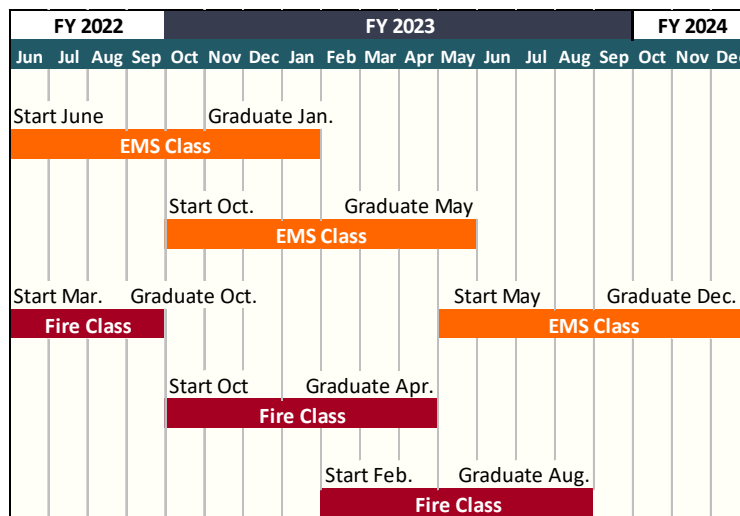 FY 2022 FY 2023 FY 2024
Jun Jul Aug Sep Oct Nov Dec Jan Feb Mar Apr May Jun Jul Aug Sep Oct Nov Dec
Start June Graduate Jan.
EMS Class
Start Oct. Graduate May
EMS Class
Start Mar. Graduate Oct. Start May Graduate Dec.
Fire Class EMS Class
Start Oct Graduate Apr.
Fire Class
Start Feb. Graduate Aug.
Fire Class